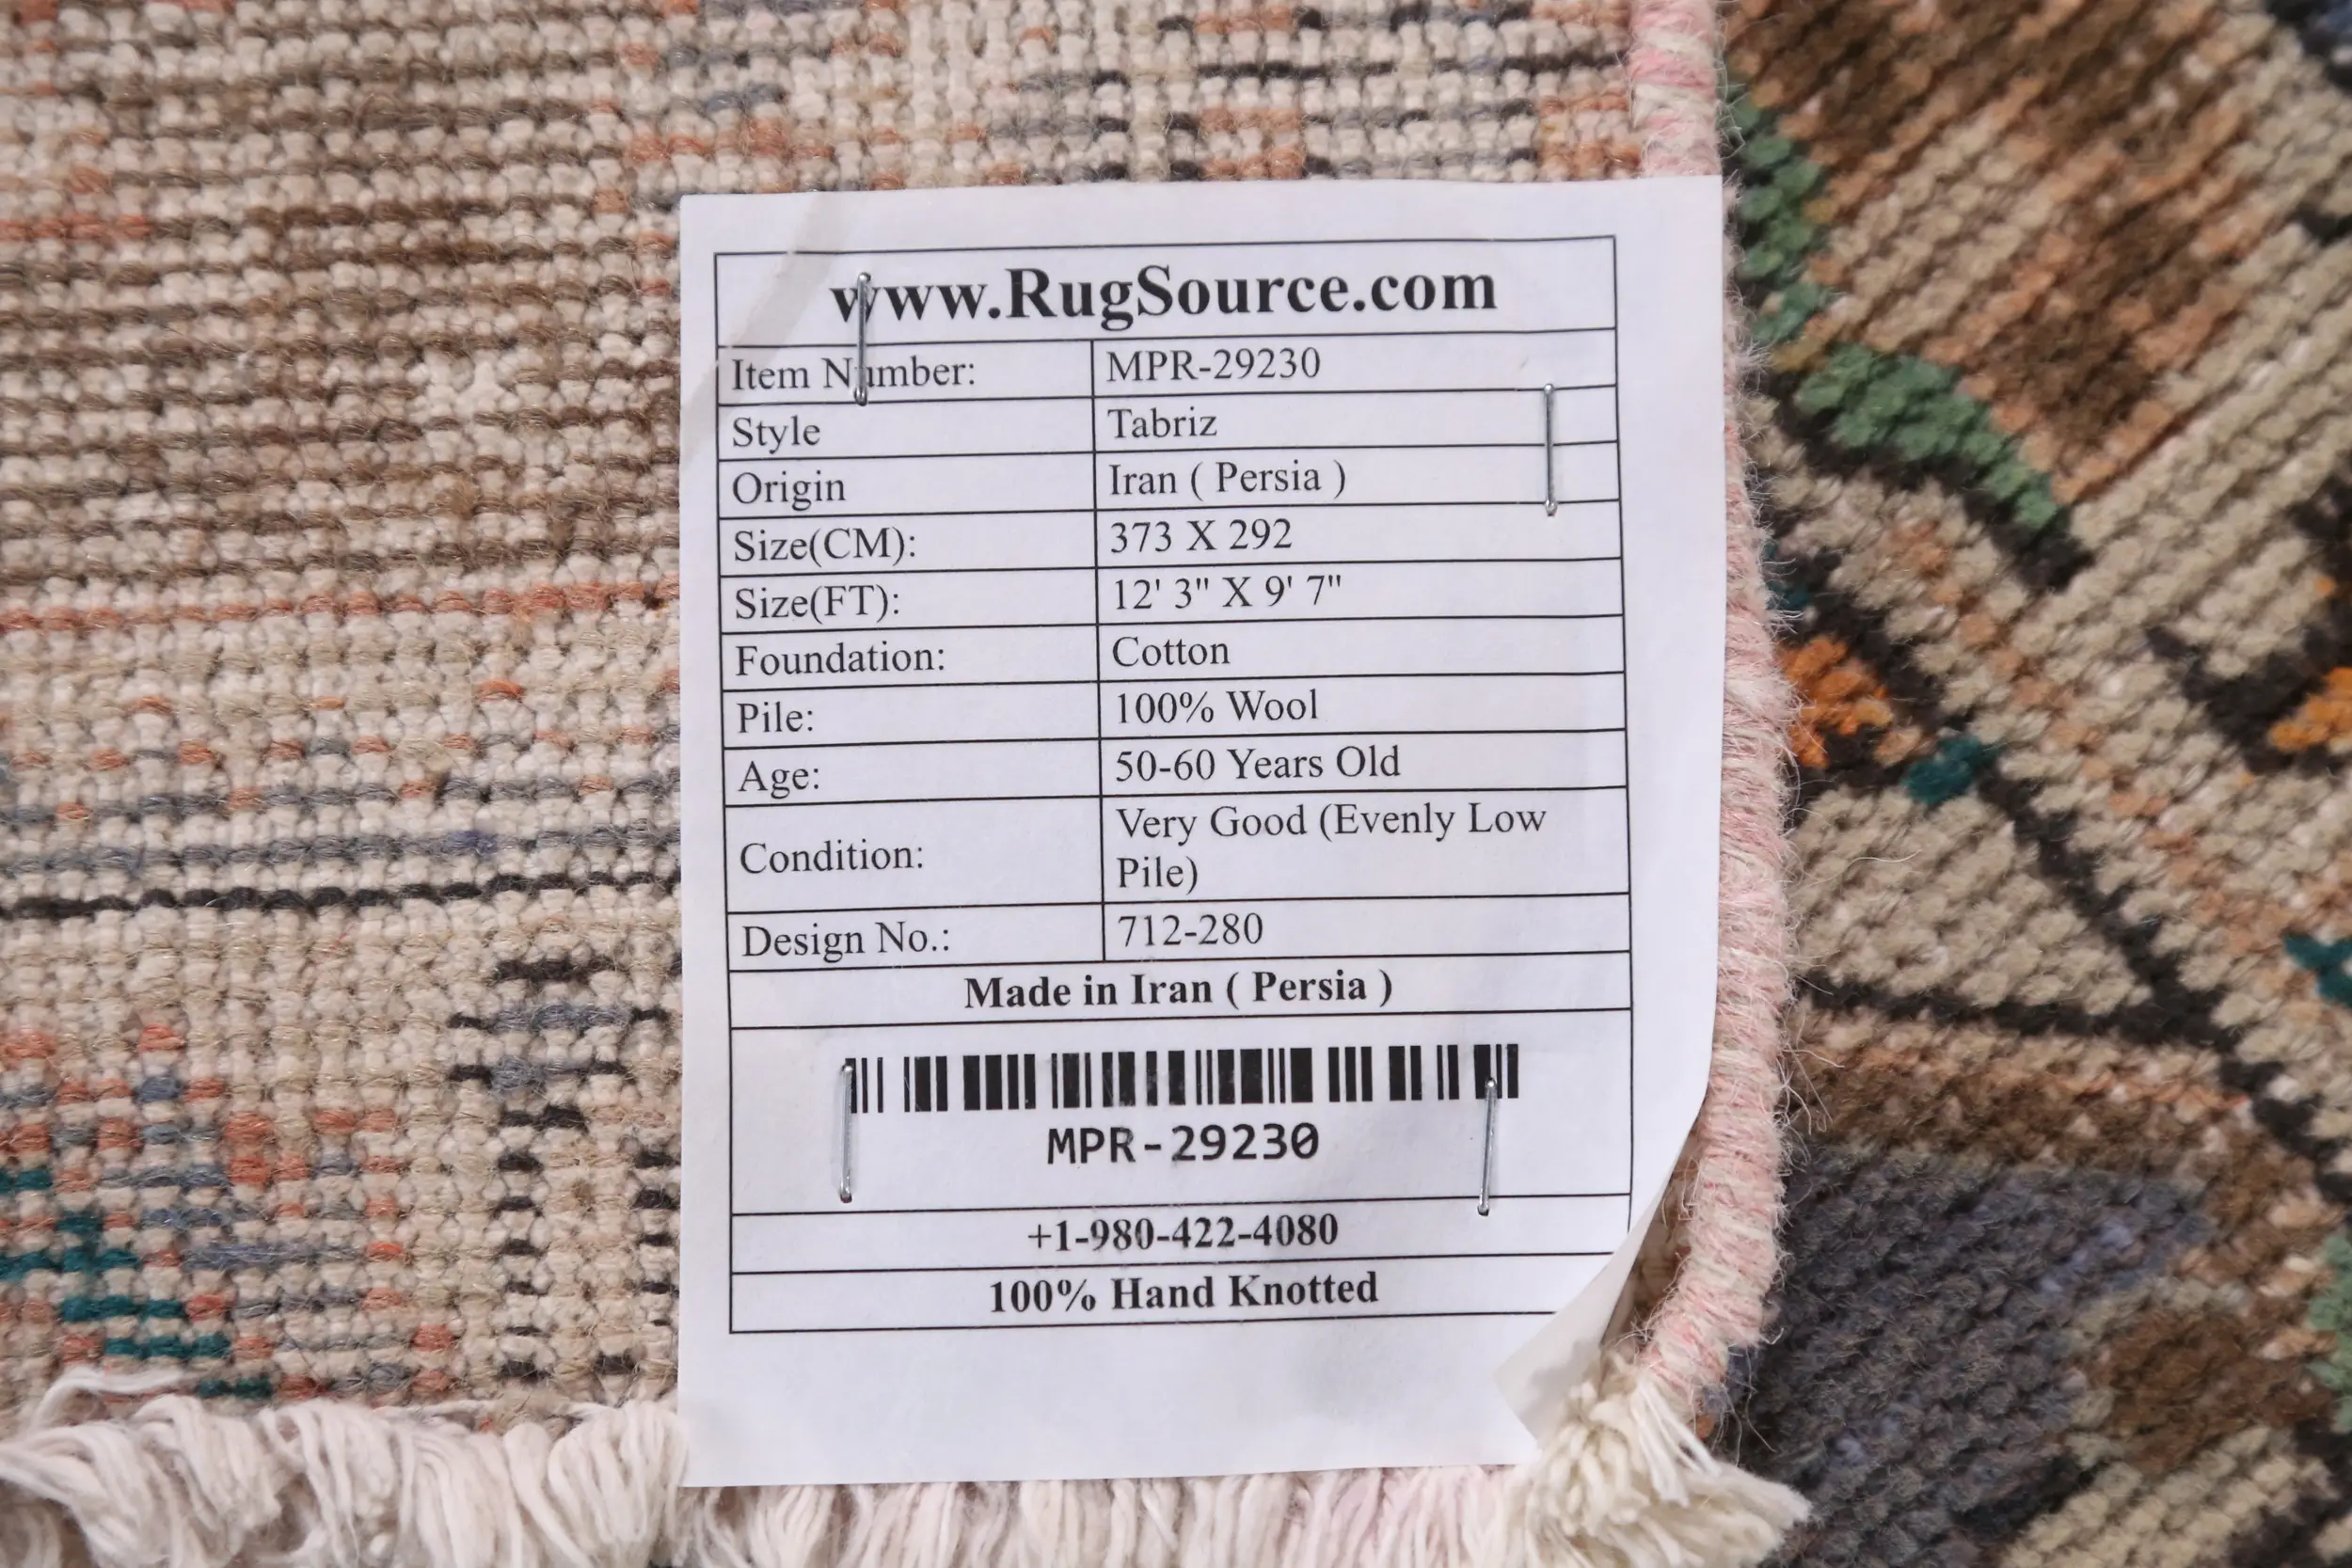 www.RugSource.com
Item Number: MPR-29230
Style Tabriz
Origin Iran ( Persia )
Size(CM): 373 X 292
Size(FT): 12' 3" X 9' 7"
Foundation: Cotton
Pile: 100% Wool
Age: 50-60 Years Old
Condition: Very Good (Evenly Low
Pile)
Design No.: 712-280
Made in Iran ( Persia )
MPR-29230
+1-980-422-4080
100% Hand Knotted